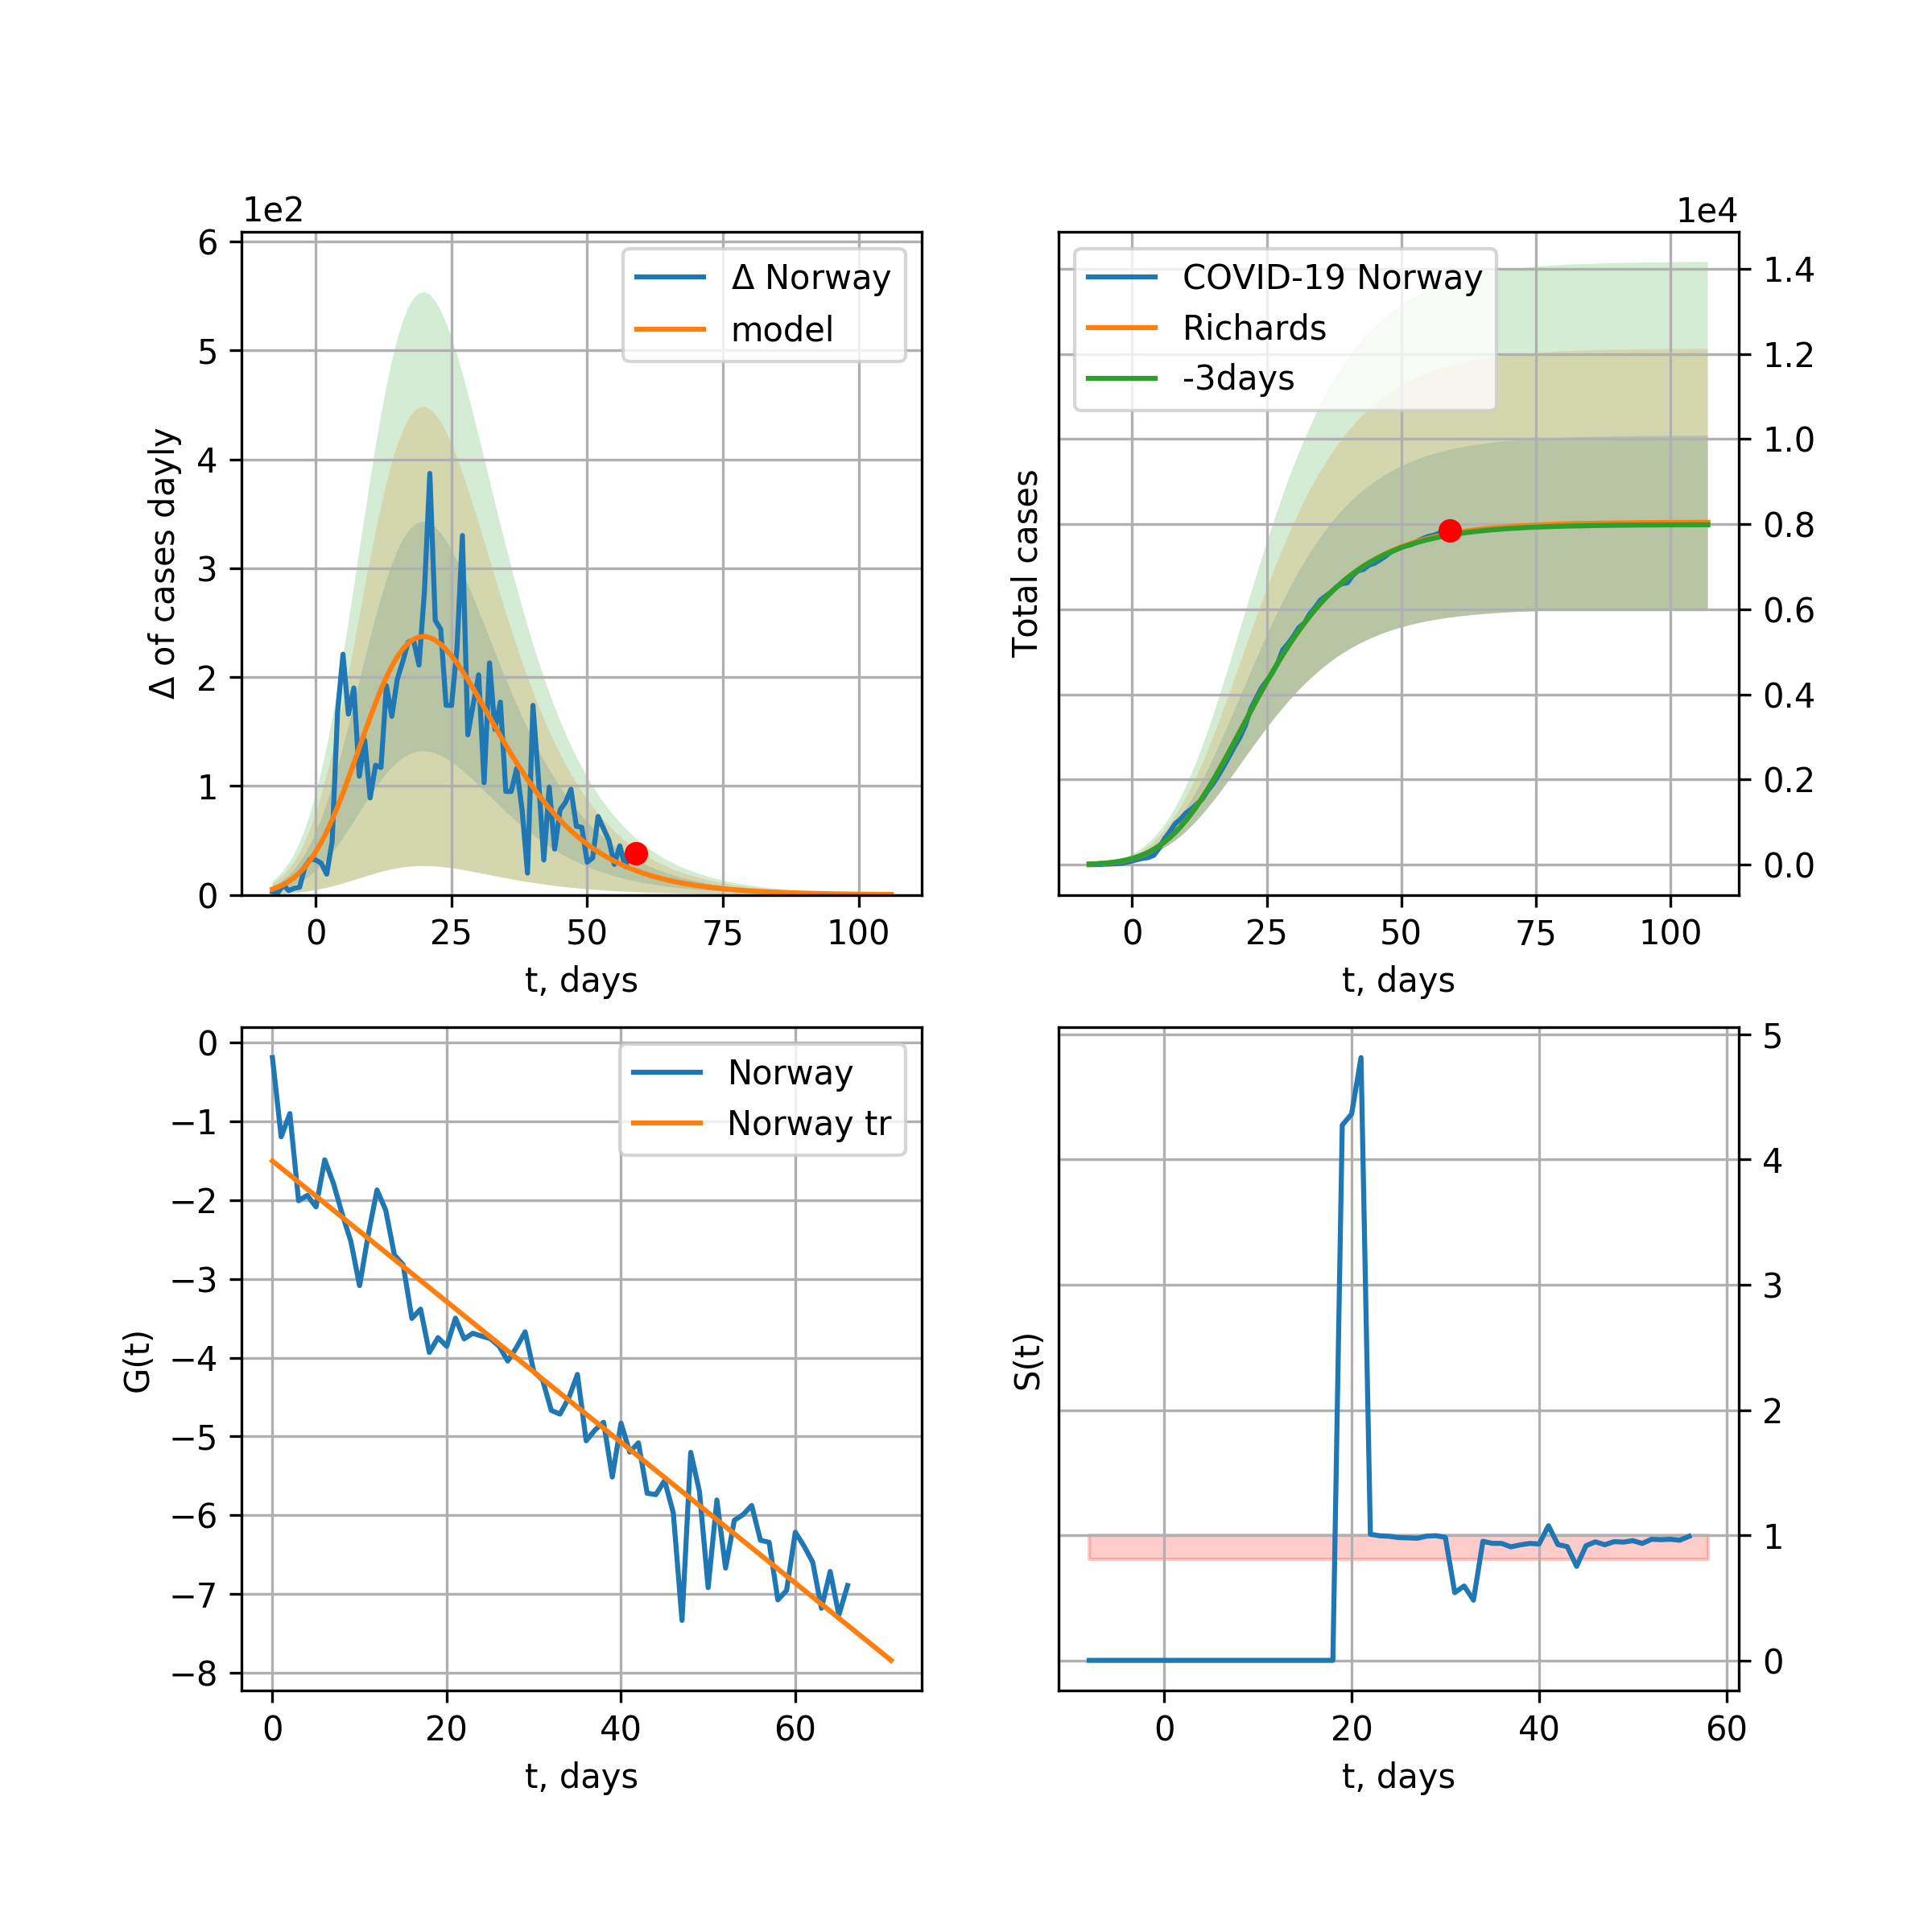 1e2
6
5
4
3
2
1
0
Δ of cases dayly
Δ Norway
model
0 25 50 75 100
t, days
1e4
COVID-19 Norway
Richards
-3days
Total cases
1.4
1.2
1.0
0.8
0.6
0.4
0.2
0.0
0 25 50 75 100
t, days
0
−1
−2
−3
−4
−5
−6
−7
−8
G(t)
Norway
Norway tr
0 20 40 60
t, days
S(t)
5
4
3
2
1
0
0 20 40 60
t, days